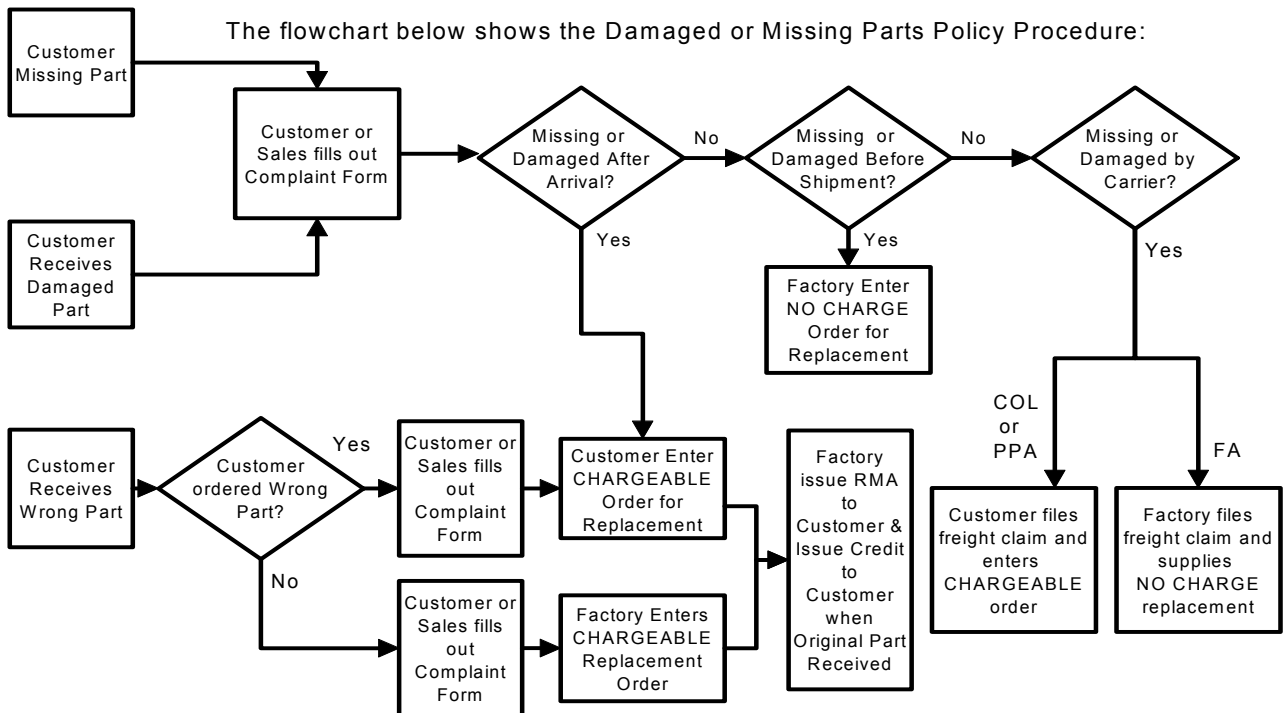 The flowchart below shows the Damaged or Missing Parts Policy Procedure:
Customer
Missing Part
Customer or
Sales fills out
Complaint Form
Missing or
Damaged After
Arrival?
No
Missing or
Damaged Before
Shipment?
No
Missing or
Damaged by
Carrier?
Customer
Receives
Damaged
Part
Yes
Yes
Yes
Factory Enter
NO CHARGE
Order for
Replacement
COL
or
PPA
FA
Customer
Receives
Wrong Part
Customer
ordered Wrong
Part?
Yes
Customer or
Sales fills
out
Complaint
Form
Customer Enter
CHARGEABLE
Order for
Replacement
Factory
issue RMA
to
Customer &
Issue Credit
to
Customer
when
Original Part
Received
Customer files
freight claim and
enters
CHARGEABLE
order
Factory files
freight claim and
supplies
NO CHARGE
replacement
No
Customer or
Sales fills
out
Complaint
Form
Factory Enters
CHARGEABLE
Replacement
Order